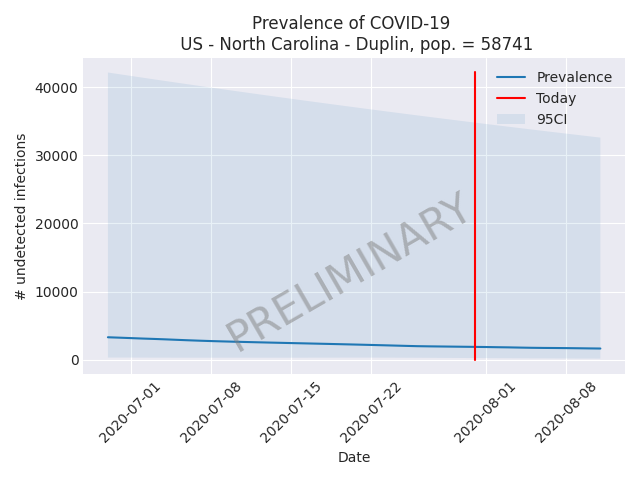 Prevalence of COVID-19
US - North Carolina - Duplin, pop. = 58741
Prevalence
Today
95CI
40000
30000
20000
10000
0
# undetected infections
PRELIMINARY
2020-07-01
2020-07-08
2020-07-15
2020-07-22
2020-08-01
2020-08-08
Date